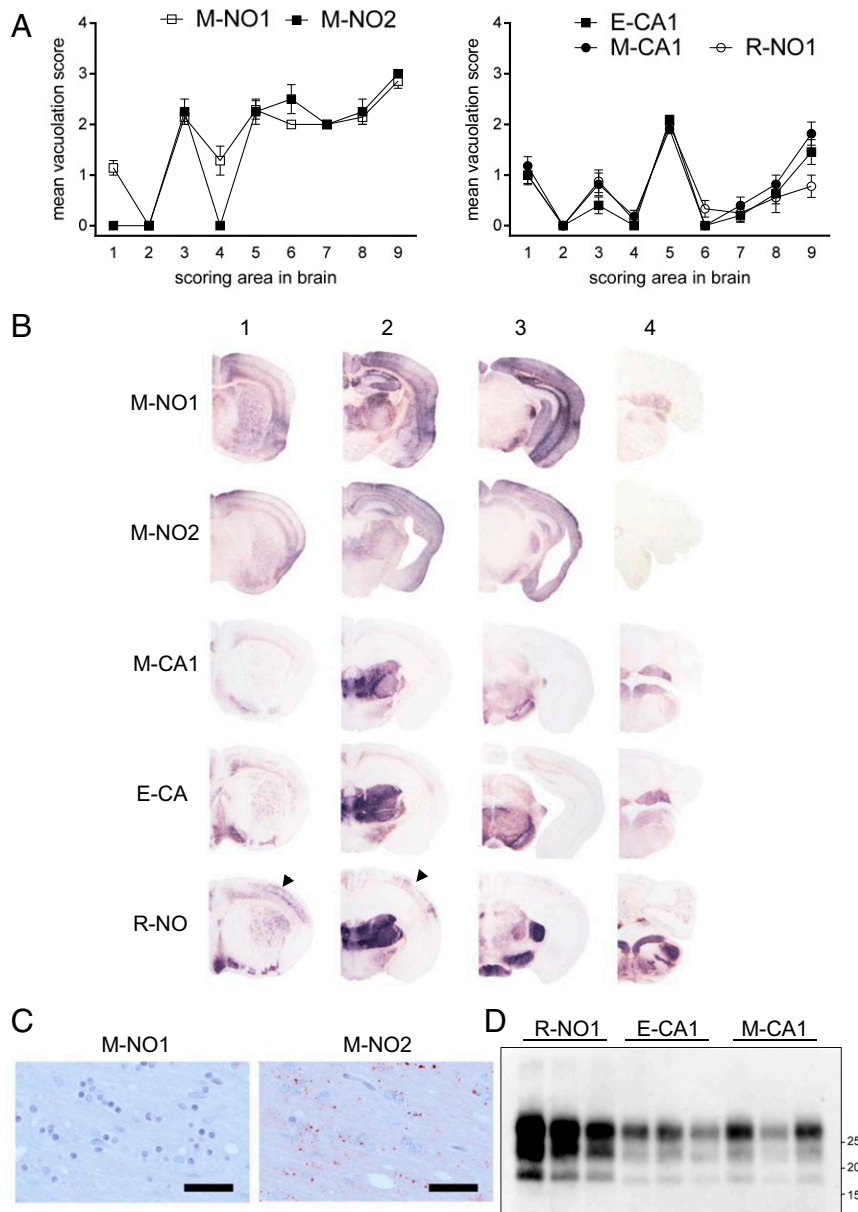 A
M-NO1 M-NO2
mean vacuolation score
4
3
2
1
0
1 2 3 4 5 6 7 8 9
scoring area in brain
E-CA1
M-CA1 R-NO1
mean vacuolation score
4
3
2
1
0
1 2 3 4 5 6 7 8 9
scoring area in brain
B
1 2 3 4
M-NO1
M-NO2
M-CA1
E-CA
R-NO
C
M-NO1 M-NO2
D
R-NO1 E-CA1 M-CA1
25
20
15